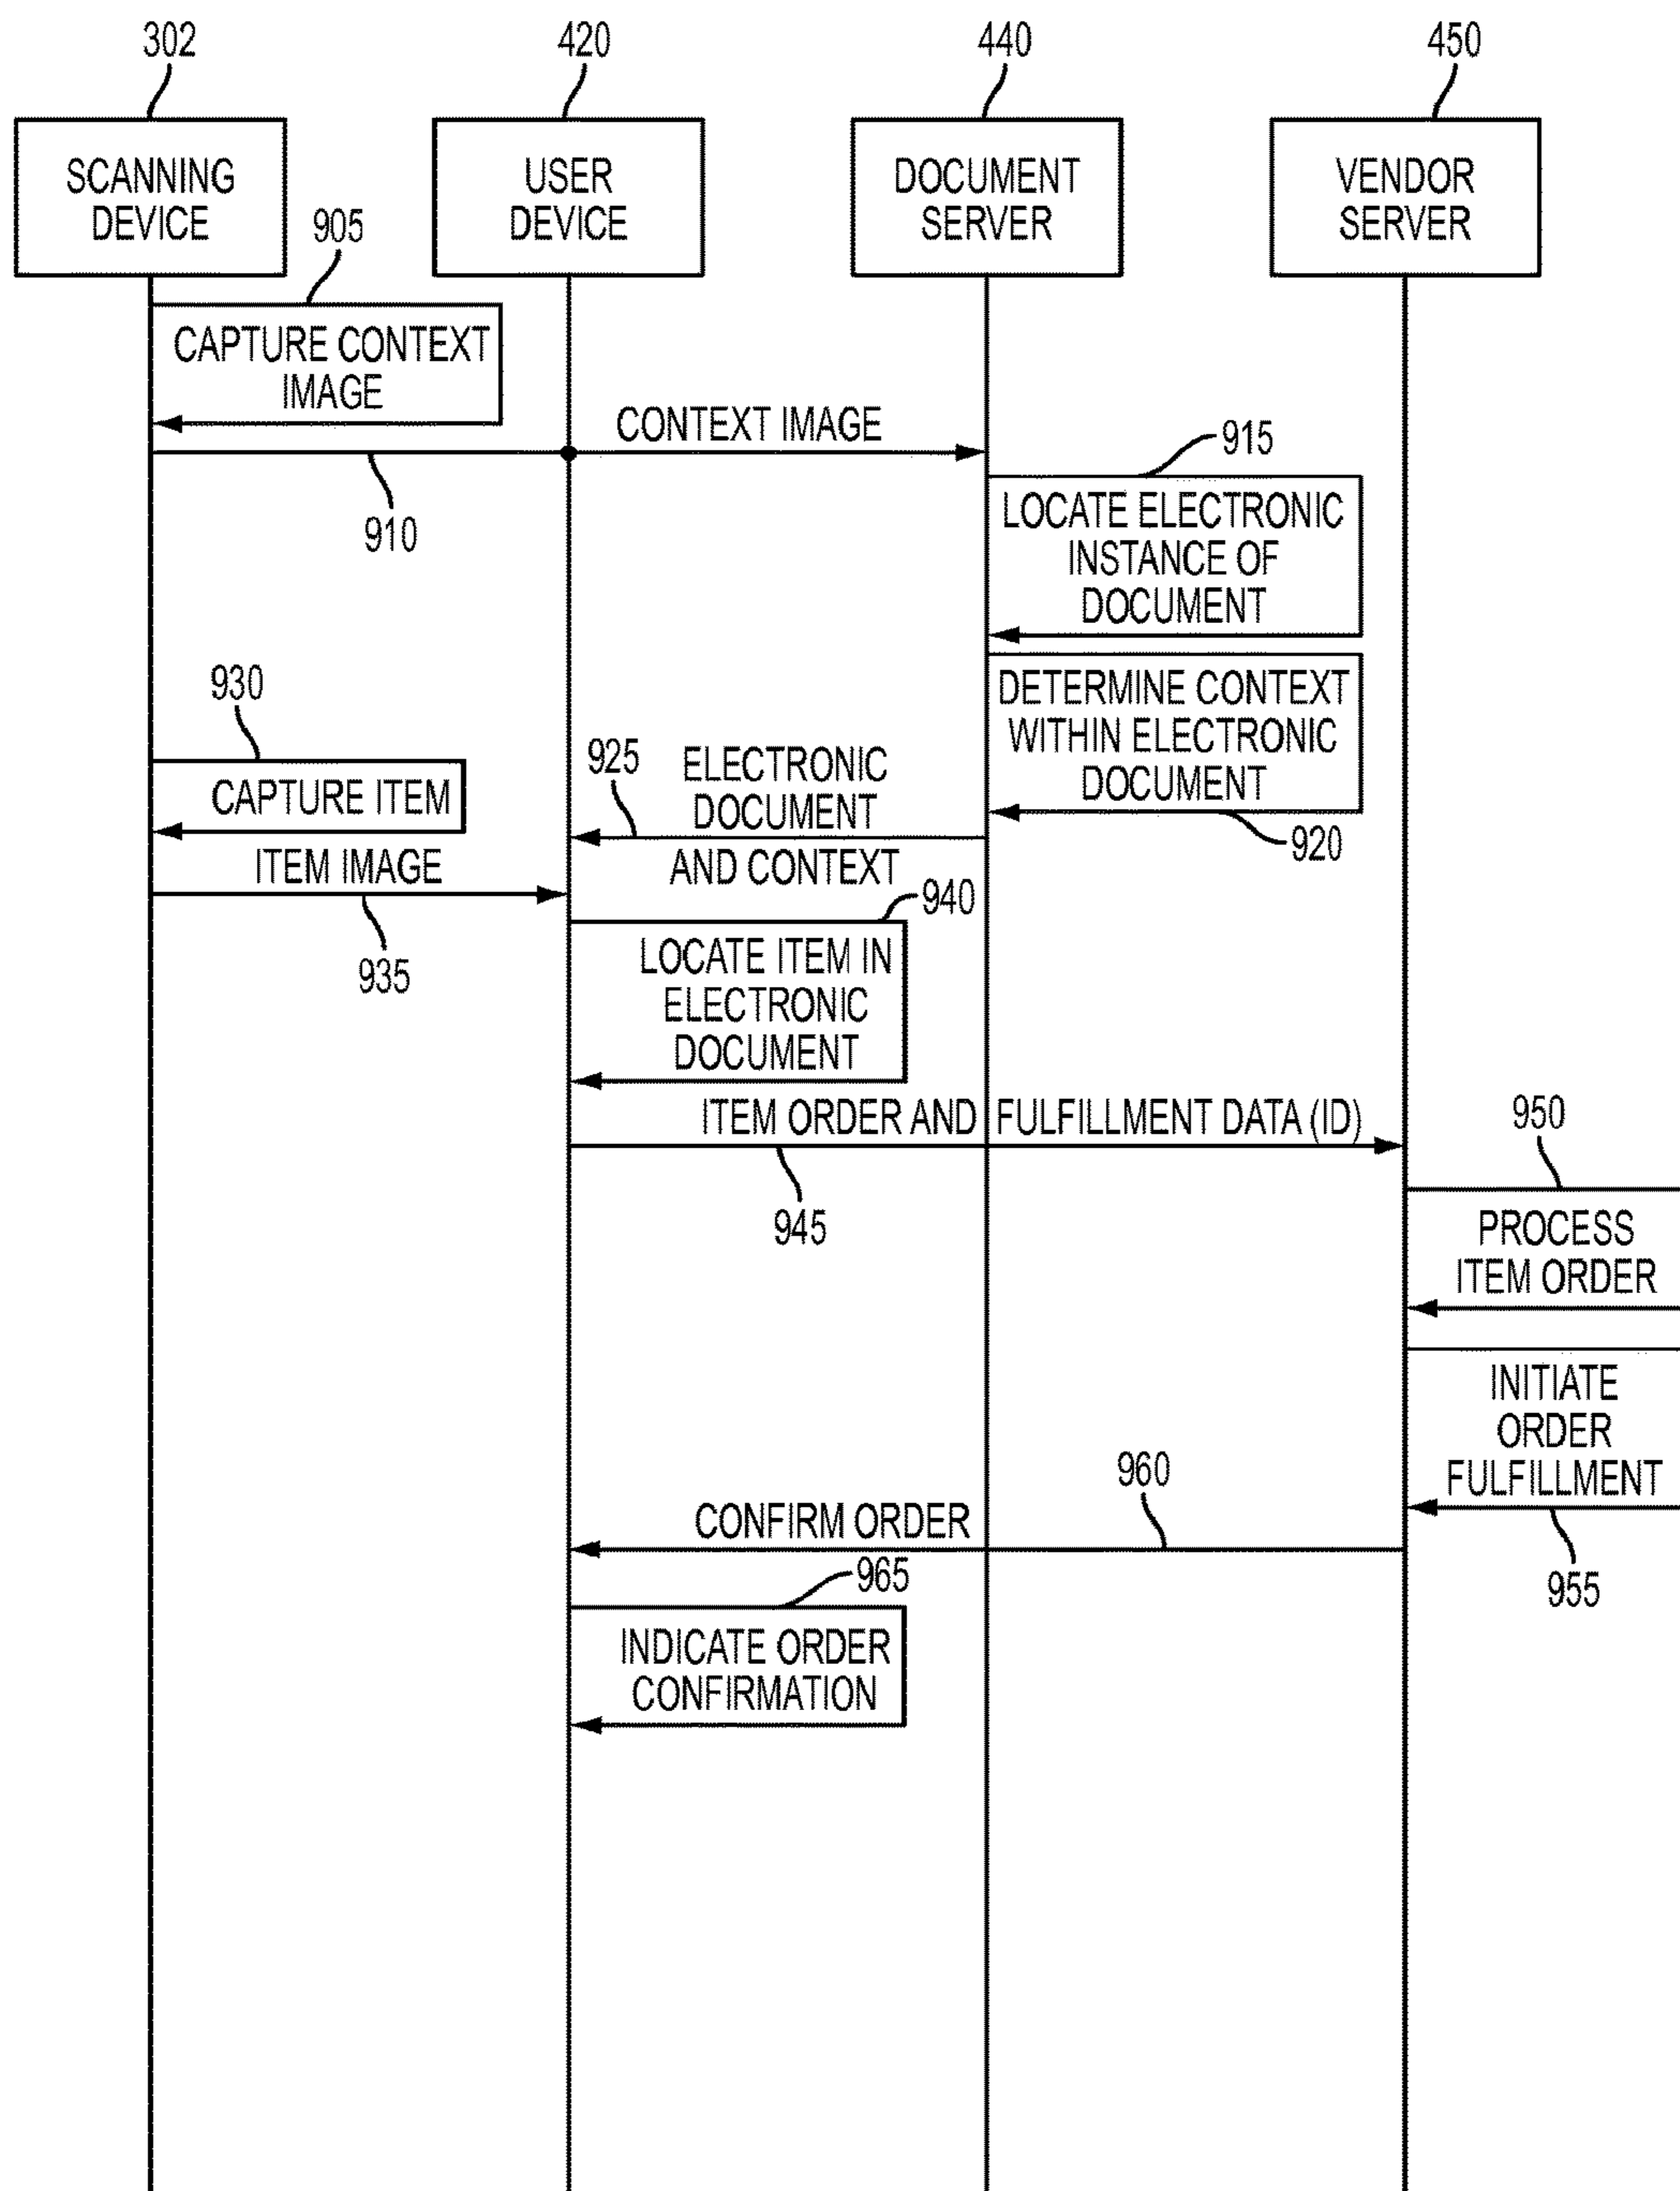 302
420
440
450
SCANNING
DEVICE
USER
DEVICE
DOCUMENT
SERVER
VENDOR
SERVER
905
CAPTURE CONTEXT
IMAGE
CONTEXT IMAGE
910
915
LOCATE ELECTRONIC
INSTANCE OF
DOCUMENT
DETERMINE CONTEXT
WITHIN ELECTRONIC
DOCUMENT
920
930
CAPTURE ITEM
925
ELECTRONIC
DOCUMENT
AND CONTEXT
ITEM IMAGE
935
940
LOCATE ITEM IN
ELECTRONIC
DOCUMENT
ITEM ORDER AND FULFILLMENT DATA (ID)
945
950
PROCESS
ITEM ORDER
INITIATE
ORDER
FULFILLMENT
955
960
CONFIRM ORDER
965
INDICATE ORDER
CONFIRMATION